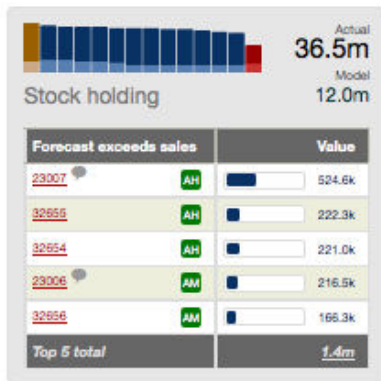 Actual
36.5m
Model
Stock holding 12.0m
Forecast exceeds sales Value
23007 AH 524.6k
32655 AH 222.3k
32654 AH 221.0k
23006 AM 216.5k
32656 AM 166.3k
Top 5 total 1.4m